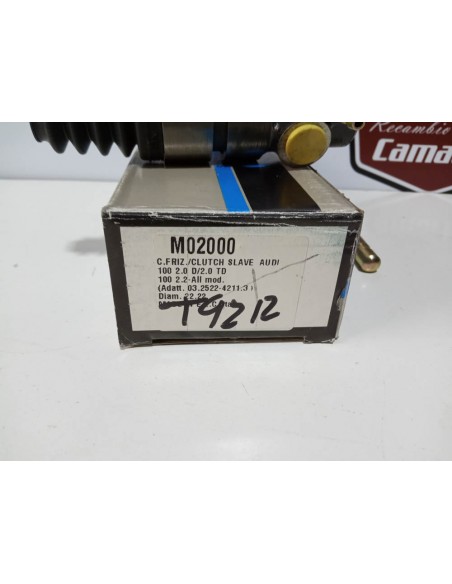 Recambio
Cama
M02000
C.FRIZ./CLUTCH SLAVE AUDI
100 2.0 D/2.0 TD
100 2.2-All mod.
(Adatt. 03.2522-4211.3)
Diam. 22.22
T9212